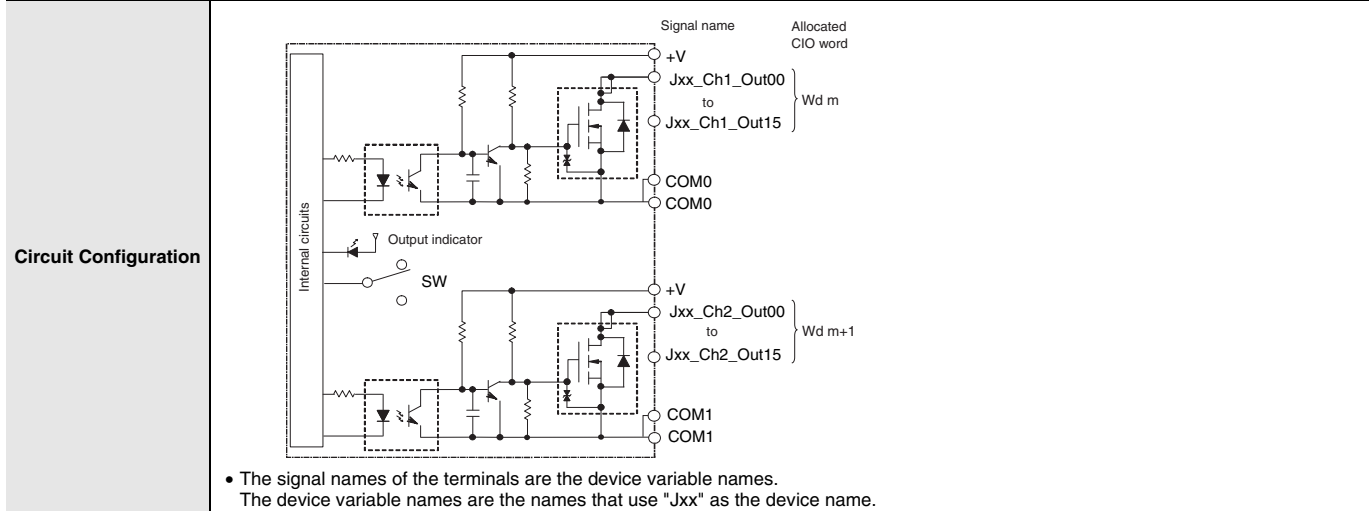 Circuit Configuration
Signal name
Allocated
CIO word
+V
Jxx_Ch1_Out00
to
Wd m
Jxx_Ch1_Out15
COM0
COM0
Internal circuits
Output indicator
SW
+V
Jxx_Ch2_Out00
to
Wd m+1
Jxx_Ch2_Out15
COM1
COM1
• The signal names of the terminals are the device variable names.
The device variable names are the names that use "Jxx" as the device name.